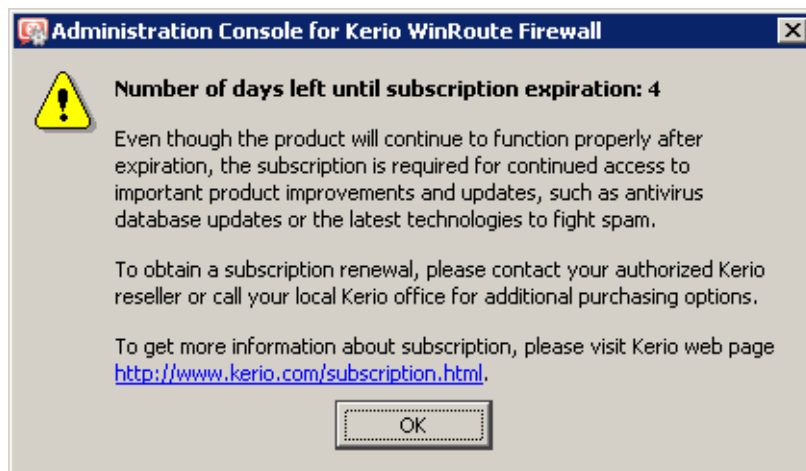 Administration Console for Kerio WinRoute Firewall
Number of days left until subscription expiration: 4
Even though the product will continue to function properly after
expiration, the subscription is required for continued access to
important product improvements and updates, such as antivirus
database updates or the latest technologies to fight spam.
To obtain a subscription renewal, please contact your authorized Kerio
reseller or call your local Kerio office for additional purchasing options.
To get more information about subscription, please visit Kerio web page
http://www.kerio.com/subscription.html.
OK